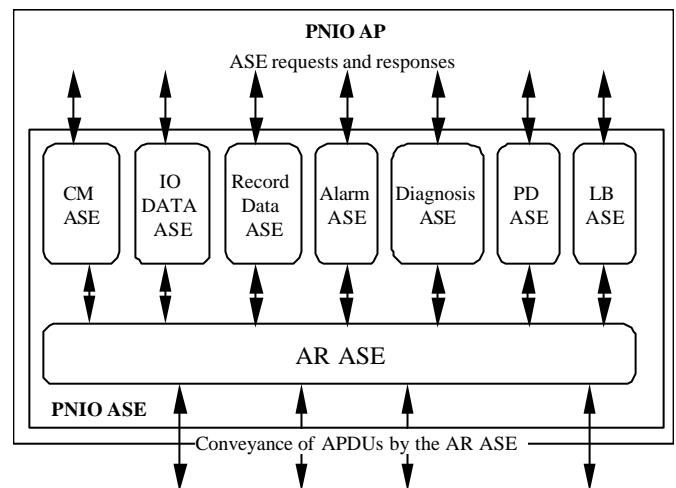 PNIO AP
ASE requests and responses
CM
ASE
IO
DATA
ASE
Record
Data
ASE
Alarm
ASE
Diagnosis
ASE
PD
ASE
LB
ASE
AR ASE
PNIO ASE
Conveyance of APDUs by the AR ASE